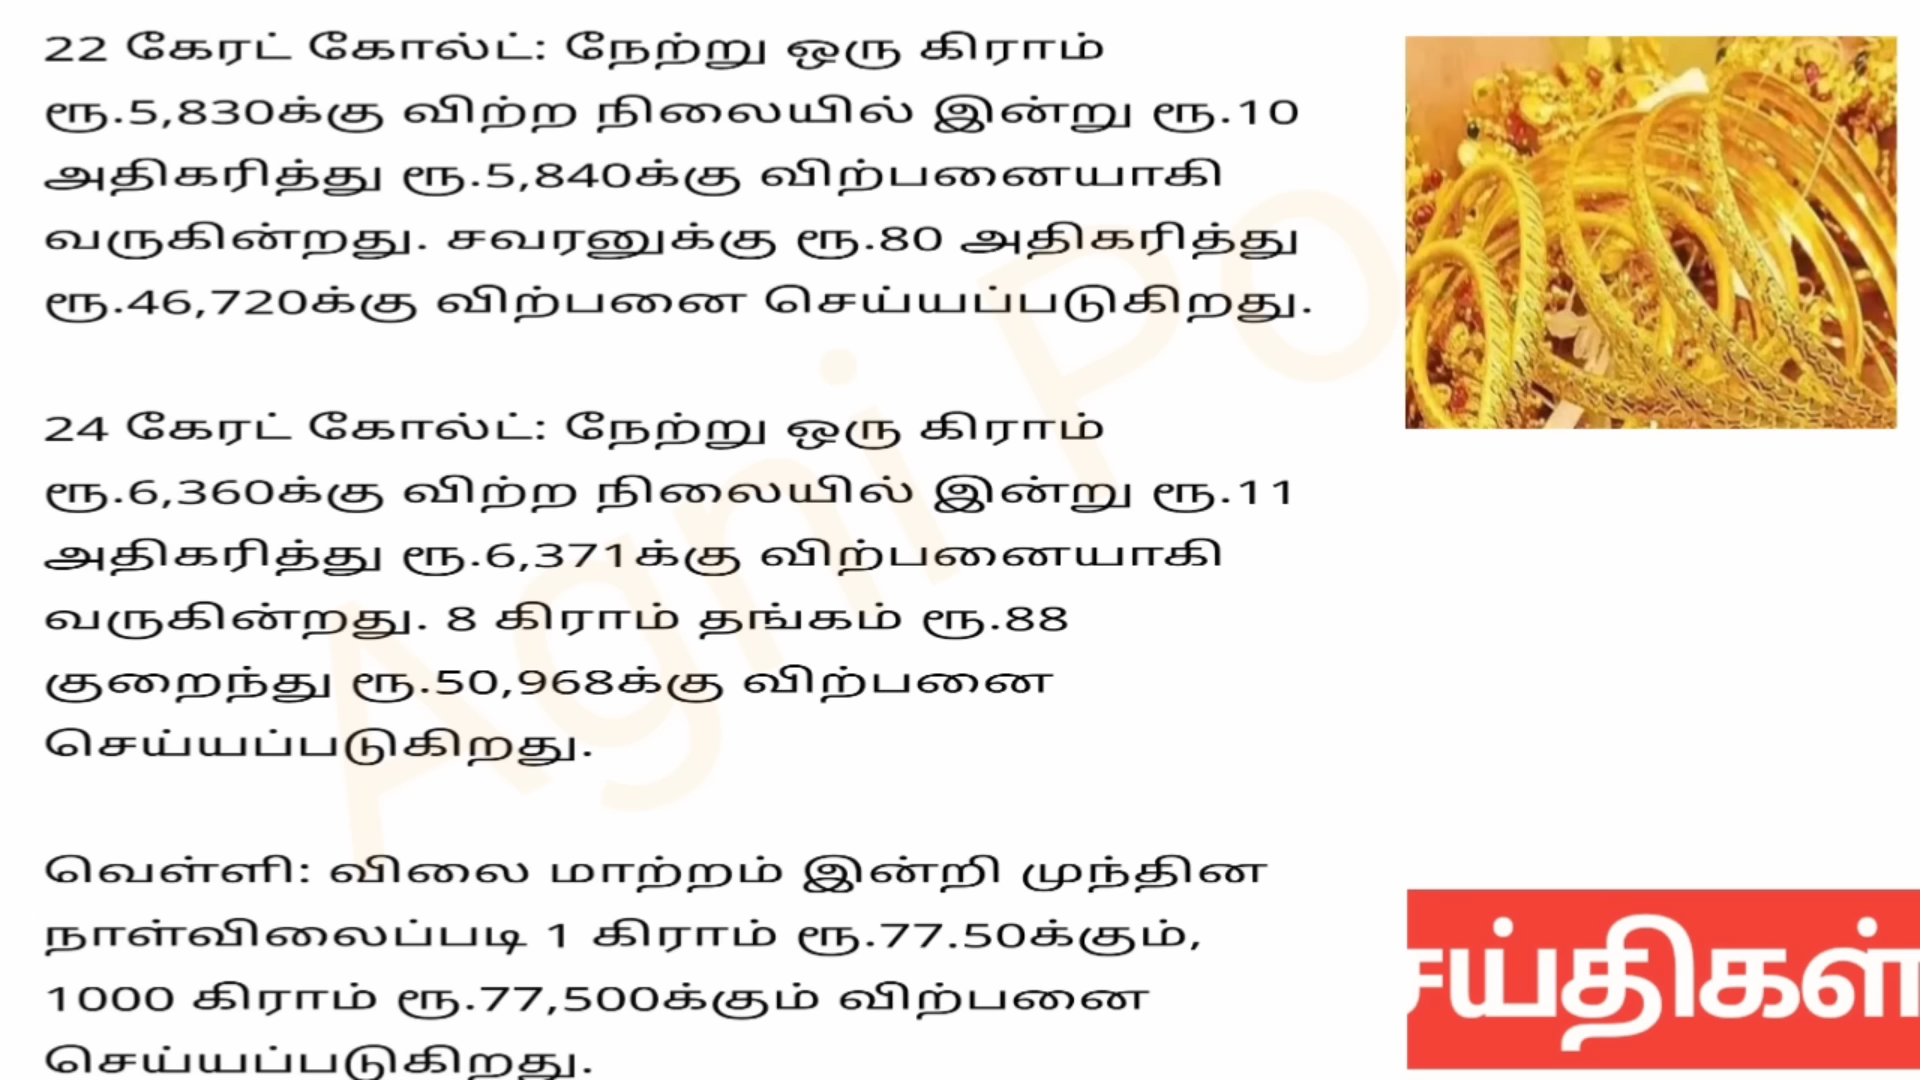 22 கேரட் கோல்ட்: நேற்று ஒரு கிராம்
ரூ.5,830க்கு விற்ற நிலையில் இன்று ரூ.10
அதிகரித்து ரூ.5,840க்கு விற்பனையாகி
வருகின்றது. சவரனுக்கு ரூ.80 அதிகரித்து
ரூ.46,720க்கு விற்பனை செய்யப்படுகிறது.
24 கேரட் கோல்ட்: நேற்று ஒரு கிராம்
ரூ.6,360க்கு விற்ற நிலையில் இன்று ரூ.11
அதிகரித்து ரூ.6,371க்கு விற்பனையாகி
வருகின்றது. 8 கிராம் தங்கம் ரூ.88
குறைந்து ரூ.50,968க்கு விற்பனை
செய்யப்படுகிறது.
வெள்ளி: விலை மாற்றம் இன்றி முந்தின
நாள்விலைப்படி 1 கிராம் ரூ.77.50க்கும்,
1000 கிராம் ரூ.77,500க்கும் விற்பனை
செய்யப்படுகிறது.
Agni Po
சய்திகள்